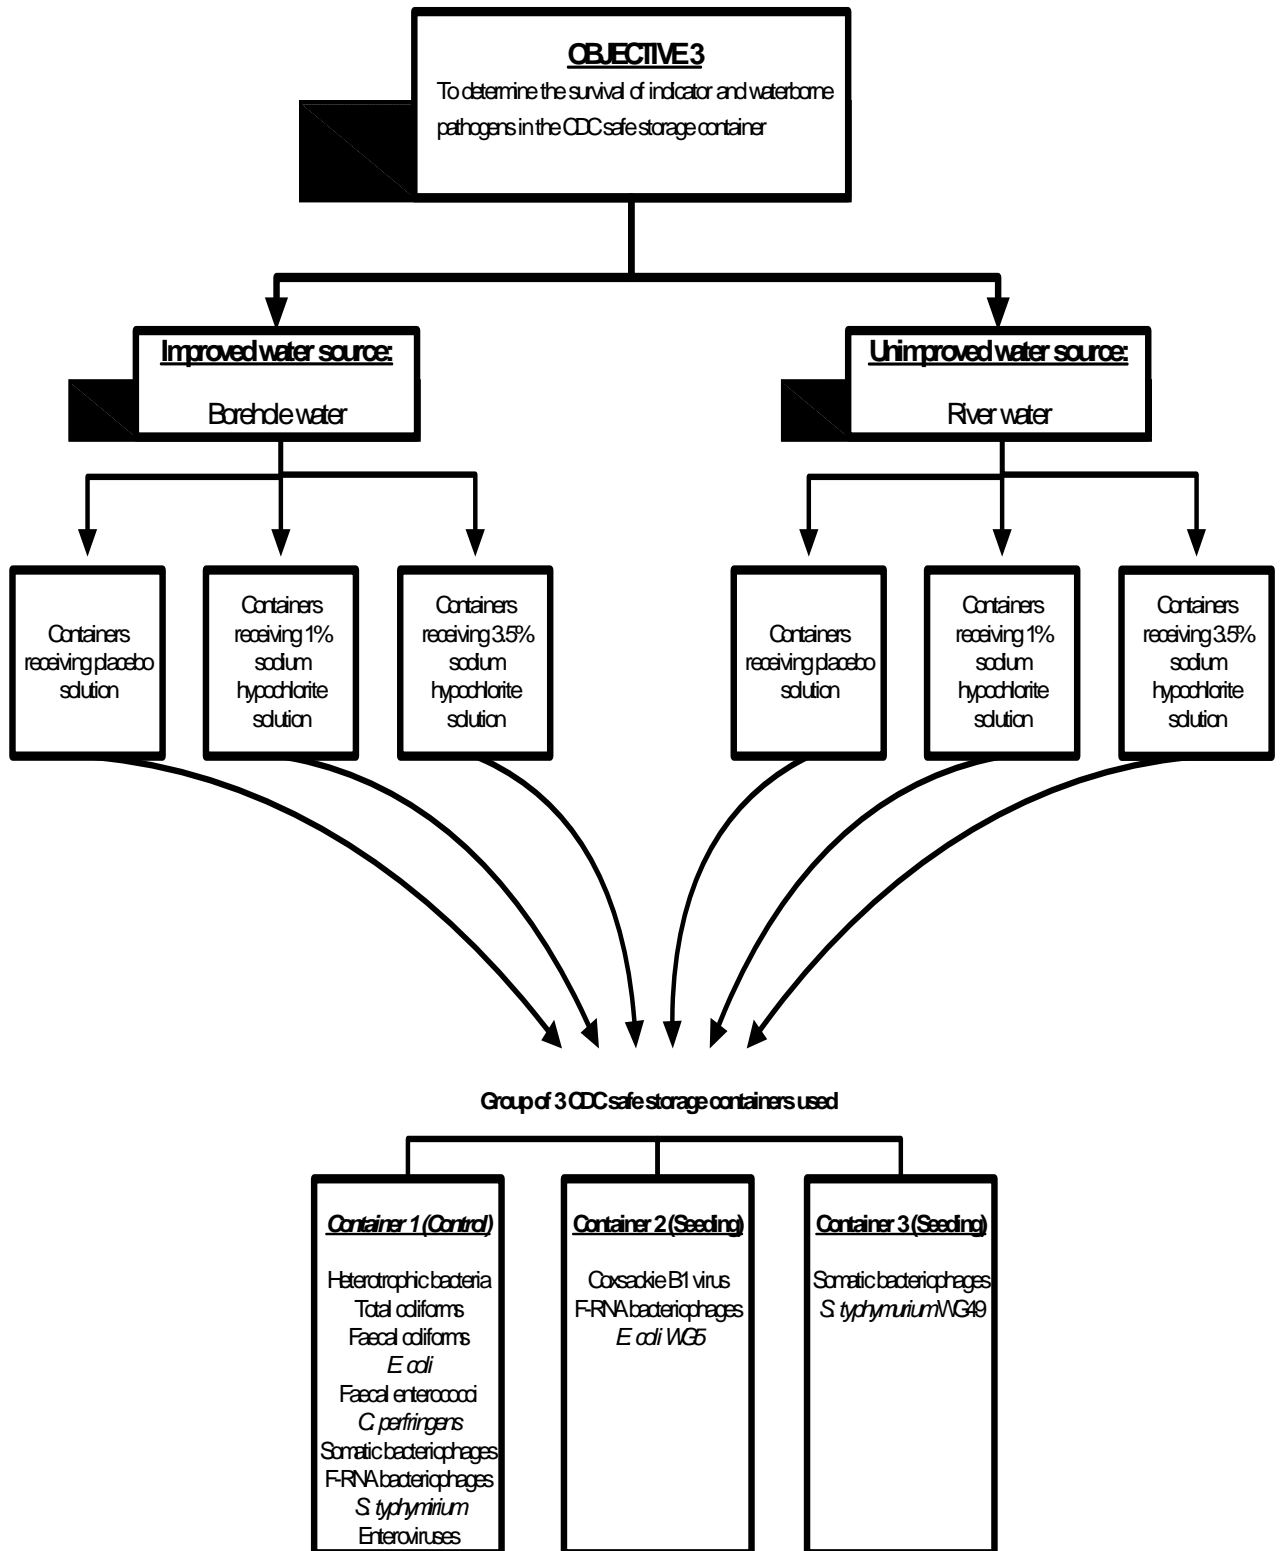 OBJECTIVE 3
To determine the survival of indicator and waterborne
pathogens in the CDC safe storage container
Improved water source:
Borehole water
Unimproved water source:
River water
Containers
receiving placebo
solution
Containers
receiving 1%
sodium
hypochlorite
solution
Containers
receiving 3.5%
sodium
hypochlorite
solution
Containers
receiving placebo
solution
Containers
receiving 1%
sodium
hypochlorite
solution
Containers
receiving 3.5%
sodium
hypochlorite
solution
Group of 3 CDC safe storage containers used
Container 1 (Control)
Heterotrophic bacteria
Total coliforms
Faecal coliforms
E coli
Faecal enterococci
C. perfringens
Somatic bacteriophages
F-RNA bacteriophages
S. typhymirium
Enteroviruses
Container 2 (Seeding)
Coxsackie B1 virus
F-RNA bacteriophages
E coli WG5
Container 3 (Seeding)
Somatic bacteriophages
S. typhymurium WG49